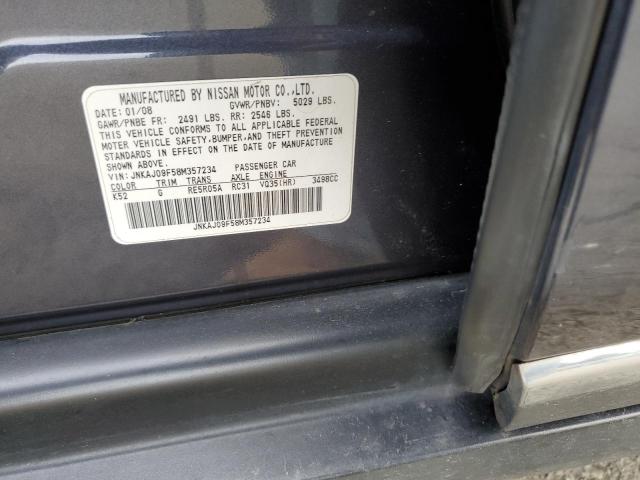 MANUFACTURED BY NISSAN MOTOR CO.,LTD.
DATE: 01/08 GVWR/PNBV: 5029 LBS.
GAWR/PNBE FR: 2491 LBS. RR: 2546 LBS.
THIS VEHICLE CONFORMS TO ALL APPLICABLE FEDERAL
MOTOR VEHICLE SAFETY, BUMPER, AND THEFT PREVENTION
STANDARDS IN EFFECT ON THE DATE OF MANUFACTURE
SHOWN ABOVE.
VIN: JNKAJ09F58M357234 PASSENGER CAR
COLOR TRIM TRANS AXLE ENGINE
K52 G RE5R05A RC31 VQ35(HR) 3498CC
JNKAJ09F58M357234